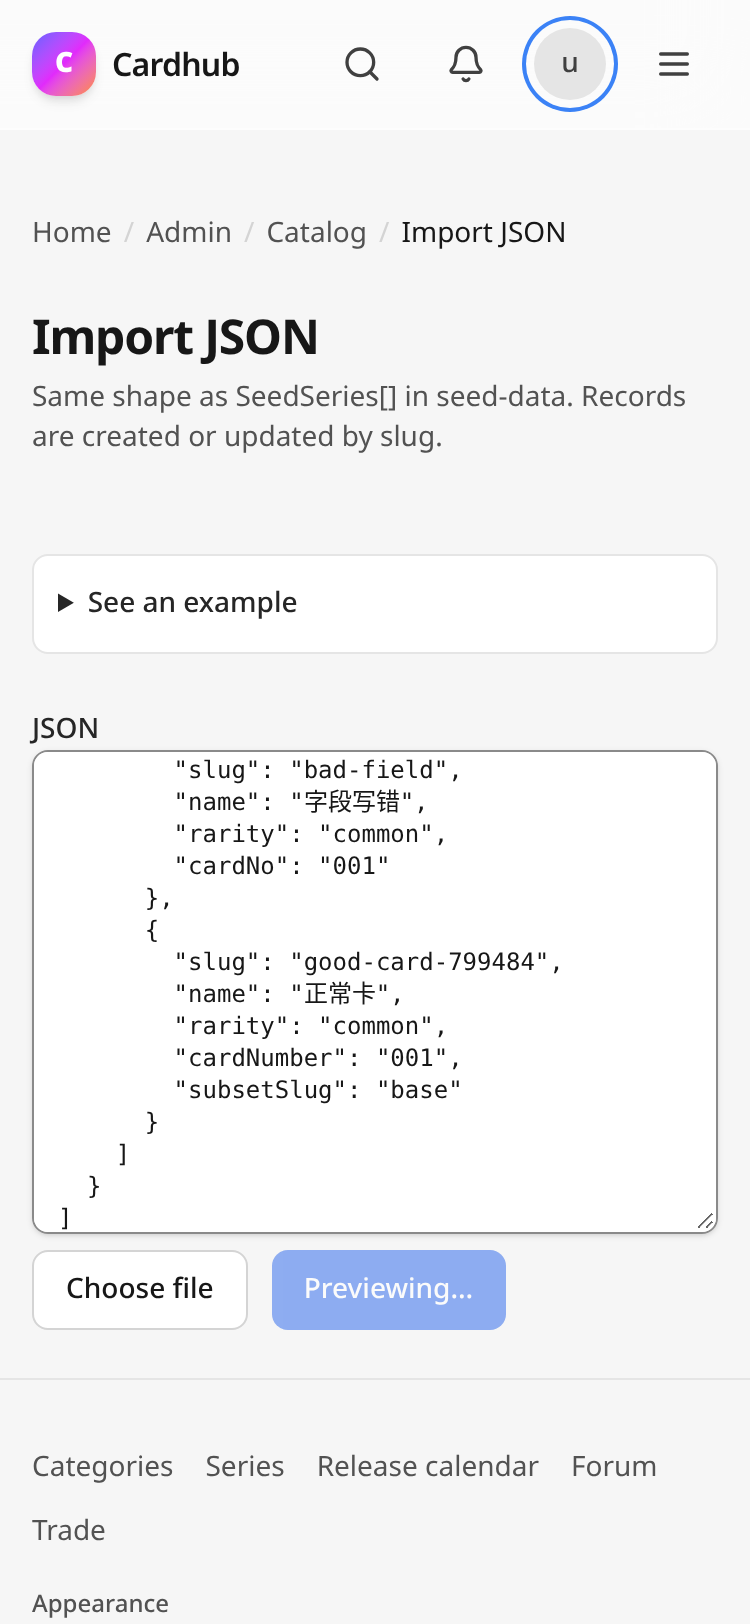 C Cardhub u
Home / Admin / Catalog / Import JSON
Import JSON
Same shape as SeedSeries[] in seed-data. Records
are created or updated by slug.
See an example
JSON
"slug": "bad-field",
"name": "字段写错",
"rarity": "common",
"cardNo": "001"
},
{
"slug": "good-card-799484",
"name": "正常卡",
"rarity": "common",
"cardNumber": "001",
"subsetSlug": "base"
}
]
}
]
Choose file Previewing...
Categories Series Release calendar Forum
Trade
Appearance